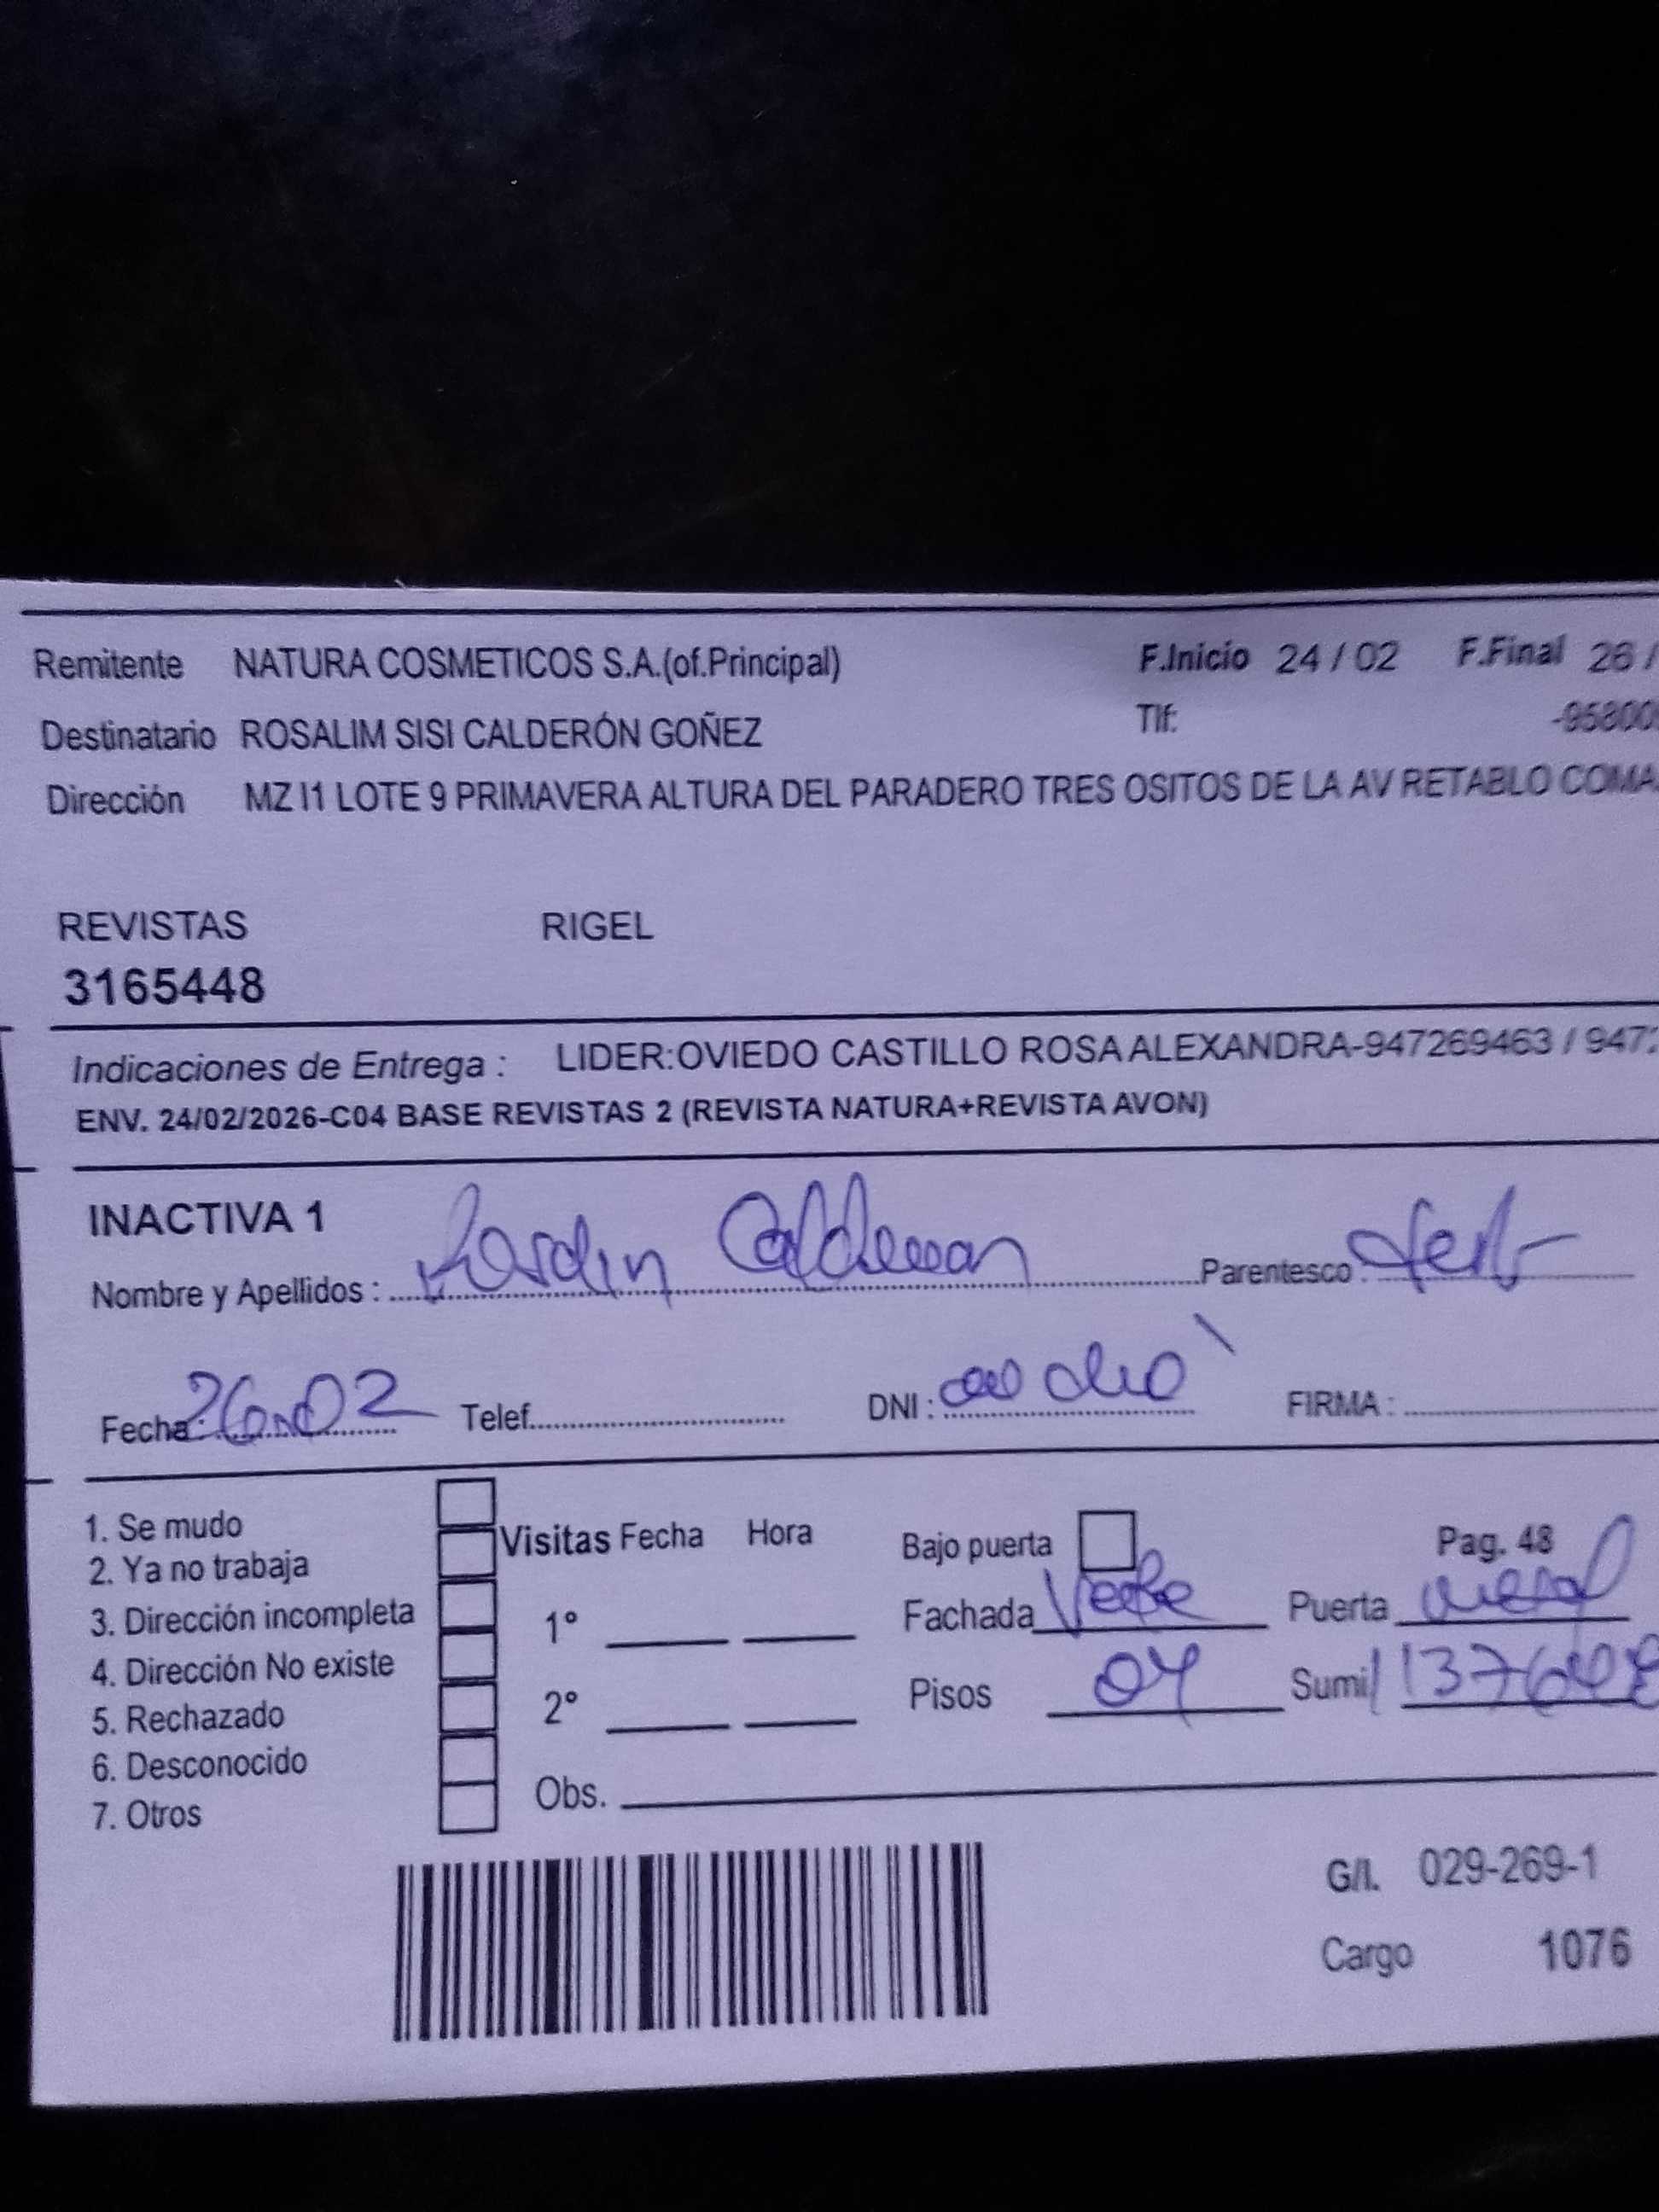 Remitente NATURA COSMETICOS S.A.(of.Principal) F.Inicio 24 / 02 F.Final 26 /
Destinatario ROSALIM SISI CALDERÓN GOÑEZ Tlf: -95800
Dirección MZ I1 LOTE 9 PRIMAVERA ALTURA DEL PARADERO TRES OSITOS DE LA AV RETABLO COMA
REVISTAS RIGEL
3165448
Indicaciones de Entrega : LIDER:OVIEDO CASTILLO ROSA ALEXANDRA-947269463 / 947
ENV. 24/02/2026-C04 BASE REVISTAS 2 (REVISTA NATURA+REVISTA AVON)
INACTIVA 1
Nombre y Apellidos : Calderon Parentesco :
Fecha : 26 02 Telef. DNI : FIRMA :
1. Se mudo
2. Ya no trabaja
3. Dirección incompleta
4. Dirección No existe
5. Rechazado
6. Desconocido
7. Otros
Visitas Fecha Hora
1º
2º
Obs.
Bajo puerta Pag. 48
Fachada Puerta metal
Pisos 04 Sumi
G/I. 029-269-1
Cargo 1076